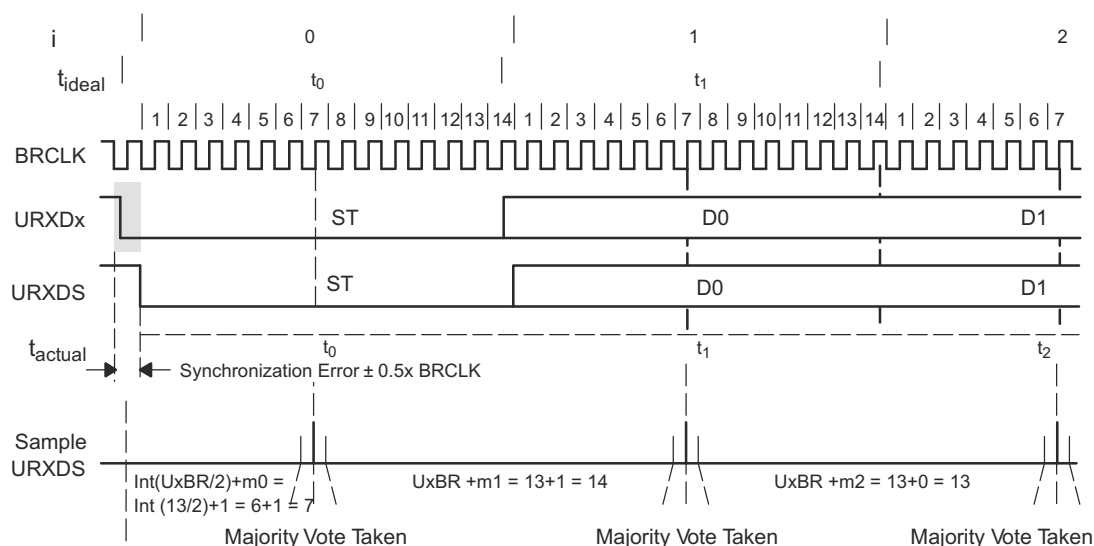 i 0 1 2
tideal t0 t1
1 2 3 4 5 6 7 8 9 10 11 12 13 14 1 2 3 4 5 6 7 8 9 10 11 12 13 14 1 2 3 4 5 6 7
BRCLK
URXDx ST D0 D1
URXDS ST D0 D1
tactual t0 t1 t2
Synchronization Error ± 0.5x BRCLK
Sample
URXDS
Int(UxBR/2)+m0 =
Int (13/2)+1 = 6+1 = 7
UxBR +m1 = 13+1 = 14
UxBR +m2 = 13+0 = 13
Majority Vote Taken Majority Vote Taken Majority Vote Taken